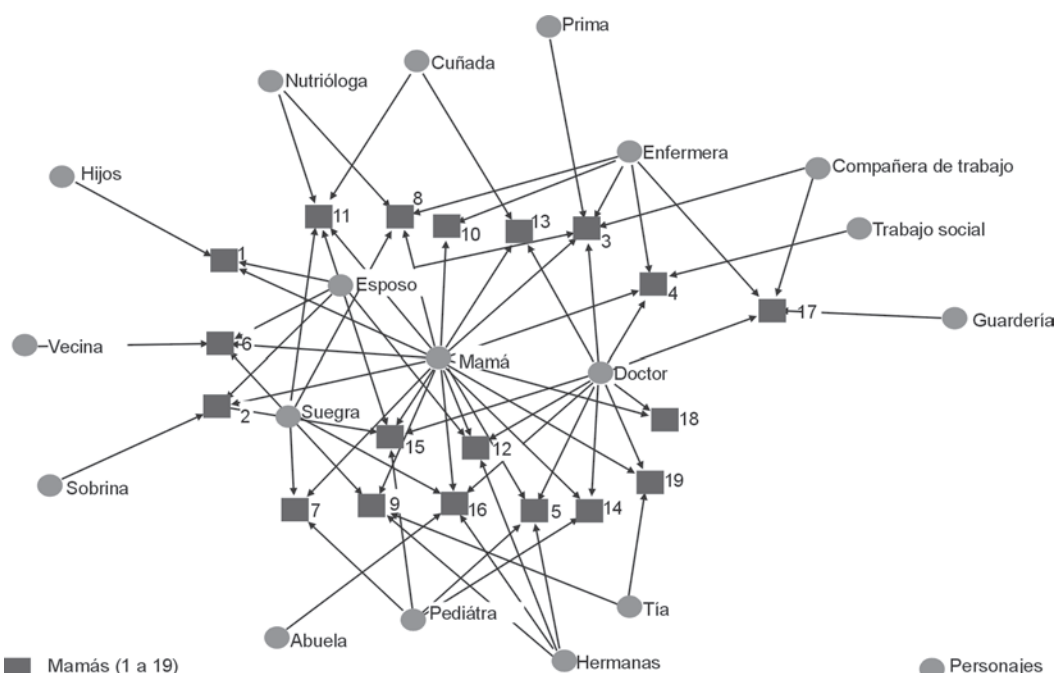 Prima
Cuñada
Nutrióloga
Enfermera
Compañera de trabajo
Hijos
8
11
10
13
3
Trabajo social
1
Esposo
4
17
Guardería
Vecina
6
Mamá
Doctor
2
Suegra
18
15
12
Sobrina
19
7
9
16
5
14
Tía
Pediátra
Abuela
Hermanas
Mamás (1 a 19)
Personajes